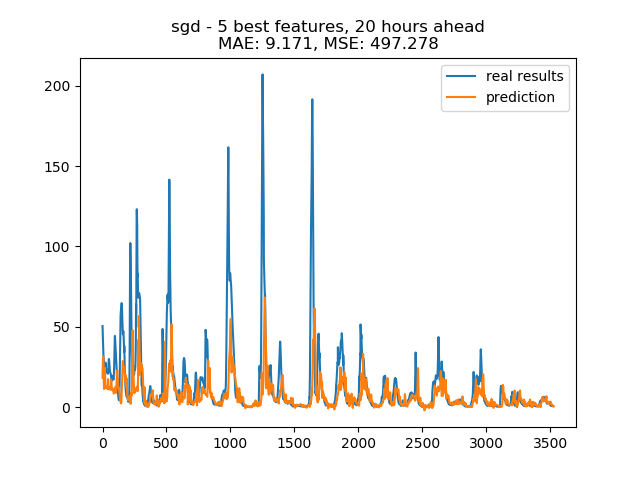 sgd - 5 best features, 20 hours ahead
MAE: 9.171, MSE: 497.278
real results
prediction
200
150
100
50
0
0 500 1000 1500 2000 2500 3000 3500